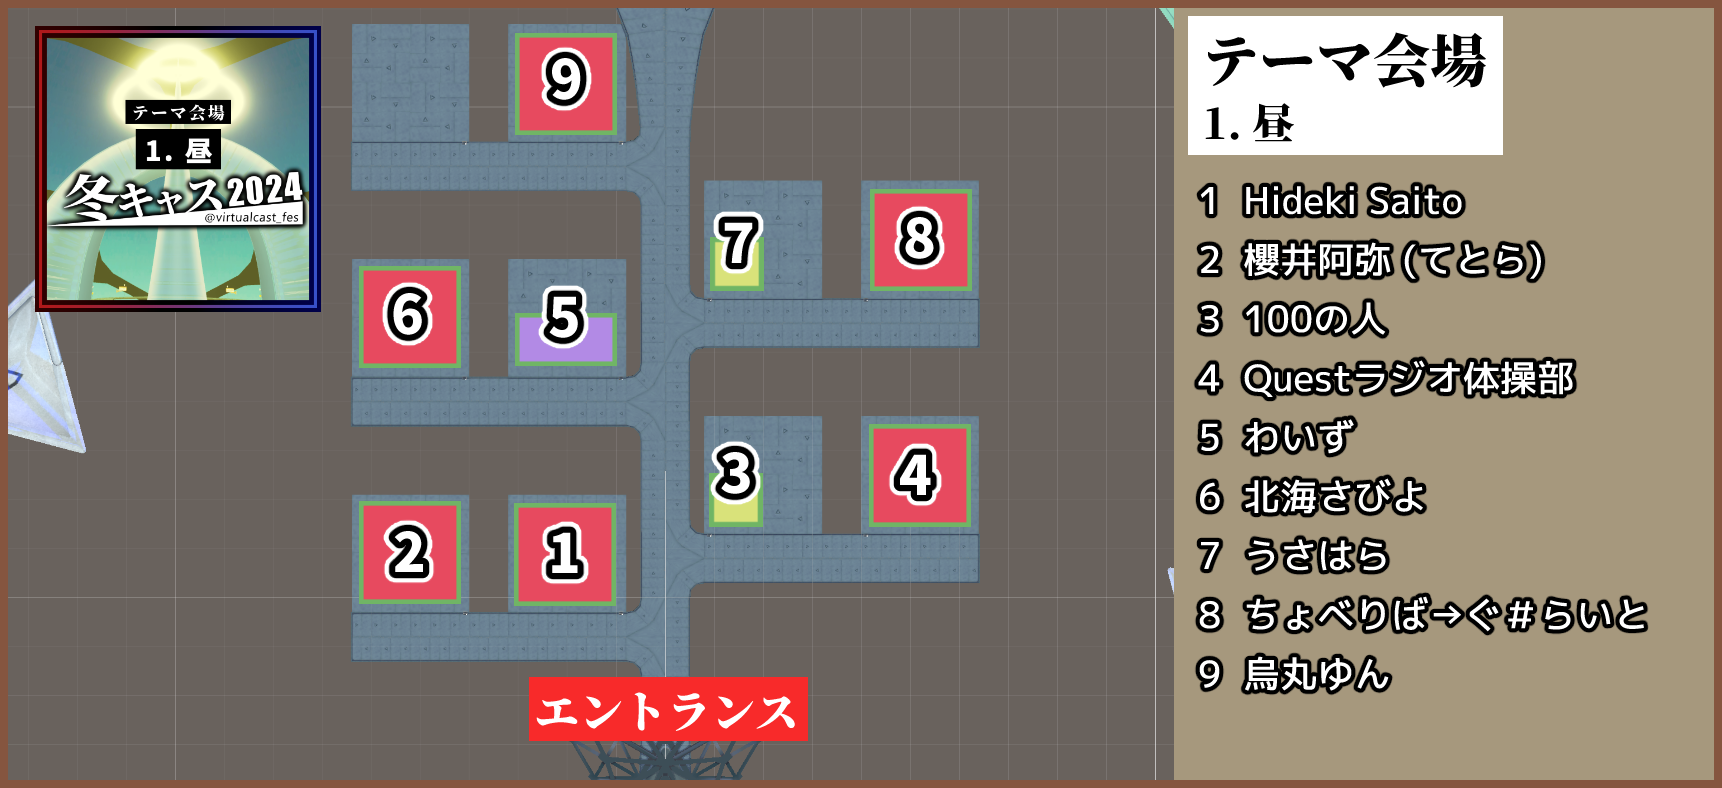 テーマ会場
1. 昼
冬キャス2024
@virtualcast_fes
9
7
8
6
5
3
4
2
1
エントランス
テーマ会場
1. 昼
1 Hideki Saito
2 櫻井阿弥 (てとら)
3 100の人
4 Questラジオ体操部
5 わいず
6 北海さびよ
7 うさはら
8 ちょべりば→ぐ#らいと
9 烏丸ゆん